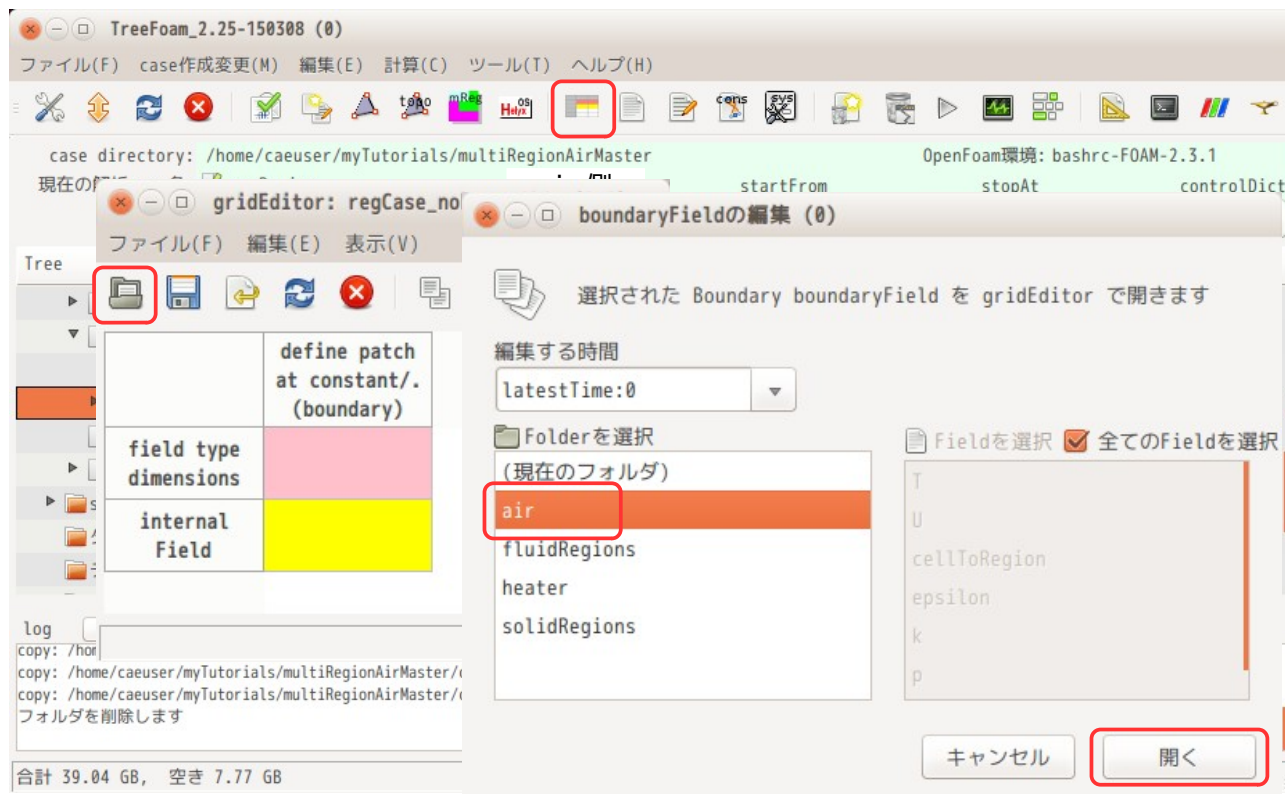 TreeFoam_2.25-150308 (0)
ファイル(F) case作成変更(M) 編集(E) 計算(C) ツール(T) ヘルプ(H)
topo mReg Helyx OS cons sys
case directory: /home/caeuser/myTutorials/multiRegionAirMaster OpenFoam環境: bashrc-FOAM-2.3.1
現在の startFrom stopAt controlDict
gridEditor: regCase_no
ファイル(F) 編集(E) 表示(V)
Tree
define patch
at constant/.
(boundary)
field type
dimensions
internal
Field
boundaryFieldの編集 (0)
選択された Boundary boundaryField を gridEditor で開きます
編集する時間
latestTime:0
Folderを選択
(現在のフォルダ)
air
fluidRegions
heater
solidRegions
Fieldを選択 全てのFieldを選択
T
U
cellToRegion
epsilon
k
p
キャンセル 開く
log
copy: /hom
copy: /home/caeuser/myTutorials/multiRegionAirMaster/
copy: /home/caeuser/myTutorials/multiRegionAirMaster/
フォルダを削除します
合計 39.04 GB, 空き 7.77 GB